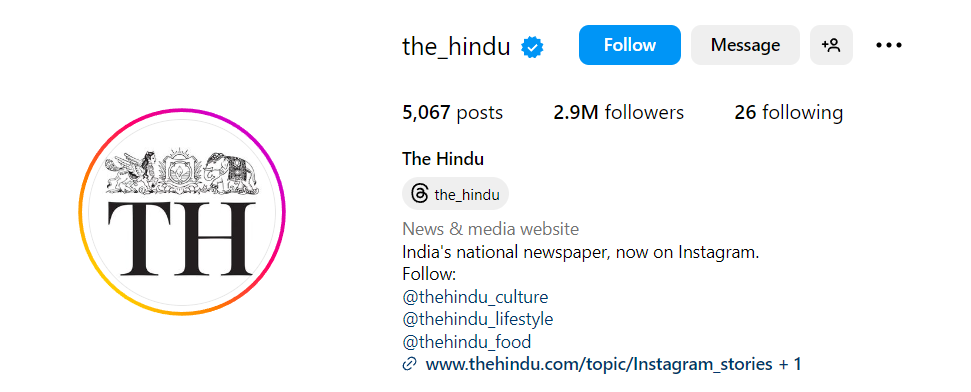 the_hindu Follow Message
5,067 posts 2.9M followers 26 following
The Hindu
the_hindu
News & media website
India's national newspaper, now on Instagram.
Follow:
@thehindu_culture
@thehindu_lifestyle
@thehindu_food
www.thehindu.com/topic/Instagram_stories + 1
TH